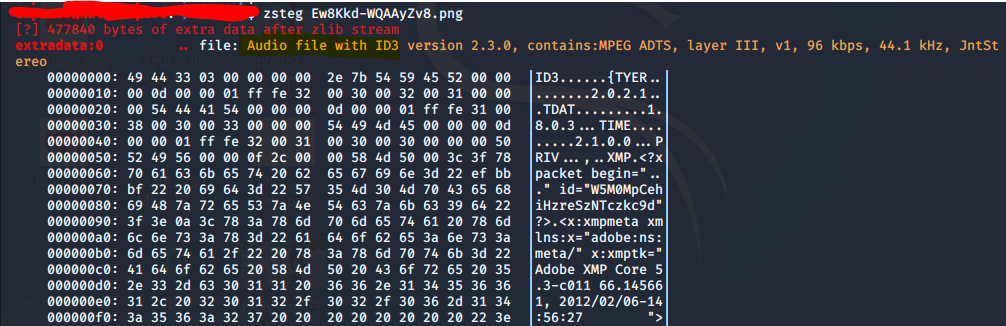 zsteg Ew8Kkd-WQAAyZv8.png
[?] 477840 bytes of extra data after zlib stream
extradata:0 .. file: Audio file with ID3 version 2.3.0, contains:MPEG ADTS, layer III, v1, 96 kbps, 44.1 kHz, JntSt
ereo
00000000: 49 44 33 03 00 00 00 00 2e 7b 54 59 45 52 00 00 |ID3......{TYER..|
00000010: 00 0d 00 00 01 ff fe 32 00 30 00 32 00 31 00 00 |.......2.0.2.1..|
00000020: 00 54 44 41 54 00 00 00 0d 00 00 01 ff fe 31 00 |.TDAT.........1.|
00000030: 38 00 30 00 33 00 00 00 54 49 4d 45 00 00 00 0d |8.0.3...TIME....|
00000040: 00 00 01 ff fe 32 00 31 00 30 00 30 00 00 00 50 |.....2.1.0.0...P|
00000050: 52 49 56 00 00 0f 2c 00 00 58 4d 50 00 3c 3f 78 |RIV...,..XMP.<?x|
00000060: 70 61 63 6b 65 74 20 62 65 67 69 6e 3d 22 ef bb |packet begin="..|
00000070: bf 22 20 69 64 3d 22 57 35 4d 30 4d 70 43 65 68 |." id="W5M0MpCeh|
00000080: 69 48 7a 72 65 53 7a 4e 54 63 7a 6b 63 39 64 22 |iHzreSzNTczkc9d"|
00000090: 3f 3e 0a 3c 78 3a 78 6d 70 6d 65 74 61 20 78 6d |?>.<x:xmpmeta xm|
000000a0: 6c 6e 73 3a 78 3d 22 61 64 6f 62 65 3a 6e 73 3a |lns:x="adobe:ns:|
000000b0: 6d 65 74 61 2f 22 20 78 3a 78 6d 70 74 6b 3d 22 |meta/" x:xmptk="|
000000c0: 41 64 6f 62 65 20 58 4d 50 20 43 6f 72 65 20 35 |Adobe XMP Core 5|
000000d0: 2e 33 2d 63 30 31 31 20 36 36 2e 31 34 35 36 36 |.3-c011 66.14566|
000000e0: 31 2c 20 32 30 31 32 2f 30 32 2f 30 36 2d 31 34 |1, 2012/02/06-14|
000000f0: 3a 35 36 3a 32 37 20 20 20 20 20 20 20 20 22 3e |:56:27        ">|